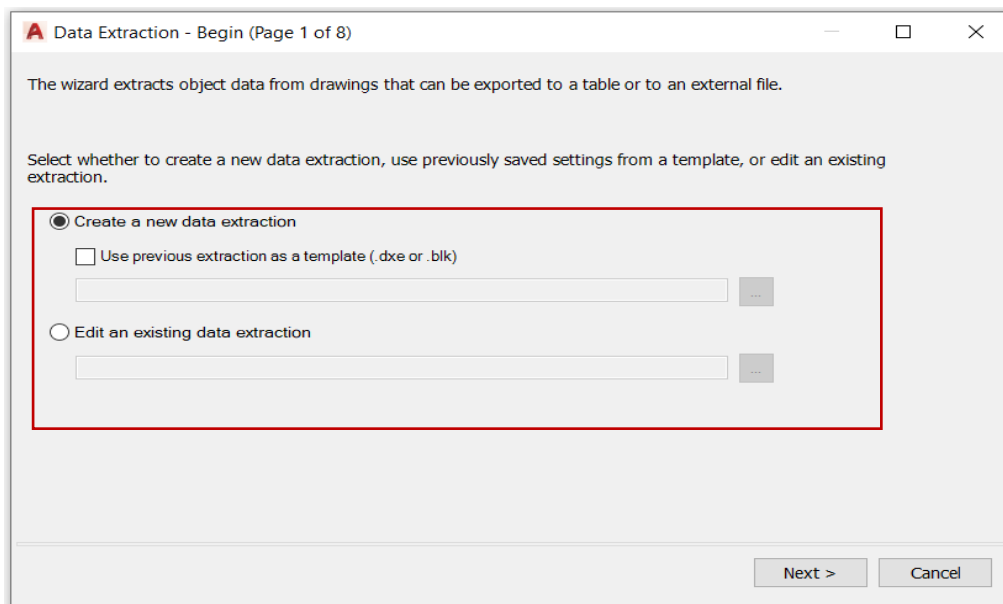 Data Extraction - Begin (Page 1 of 8)
The wizard extracts object data from drawings that can be exported to a table or to an external file.
Select whether to create a new data extraction, use previously saved settings from a template, or edit an existing
extraction.
Create a new data extraction
Use previous extraction as a template (.dxe or .blk)
...
Edit an existing data extraction
...
Next >
Cancel